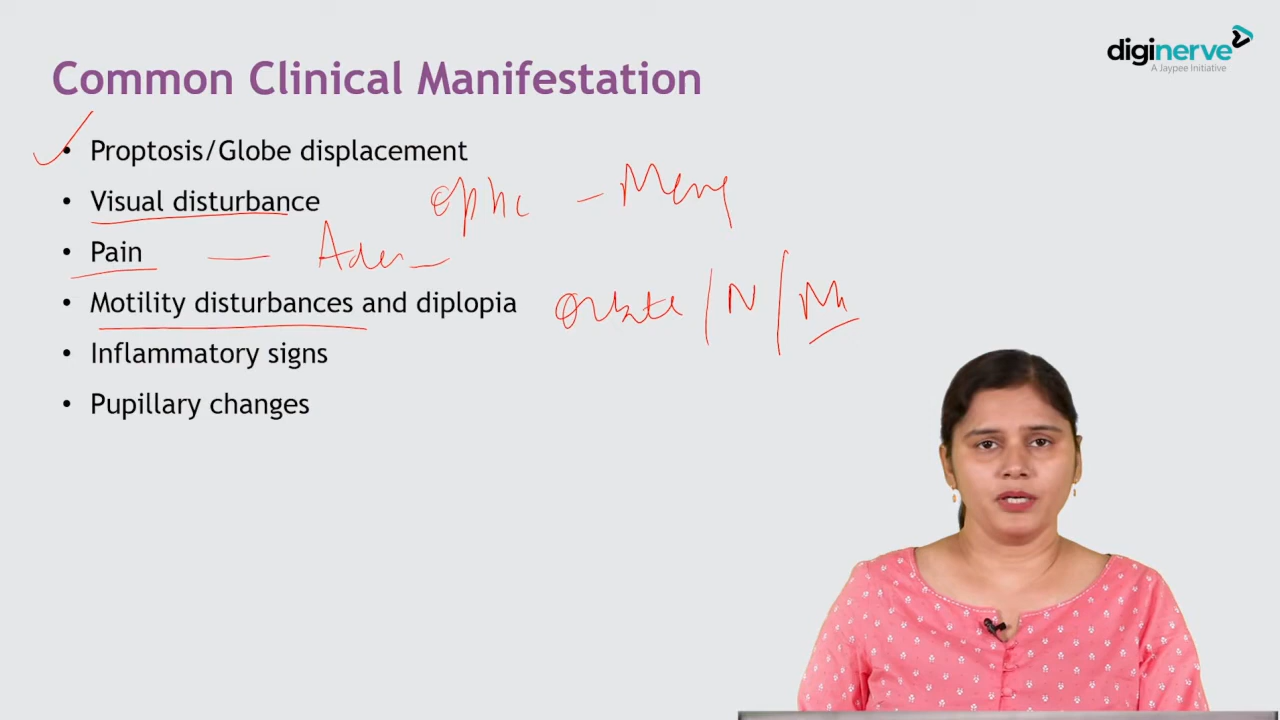 diginerve
A Jaypee Initiative
Common Clinical Manifestation
• Proptosis/Globe displacement
• Visual disturbance
• Pain
• Motility disturbances and diplopia
• Inflammatory signs
• Pupillary changes